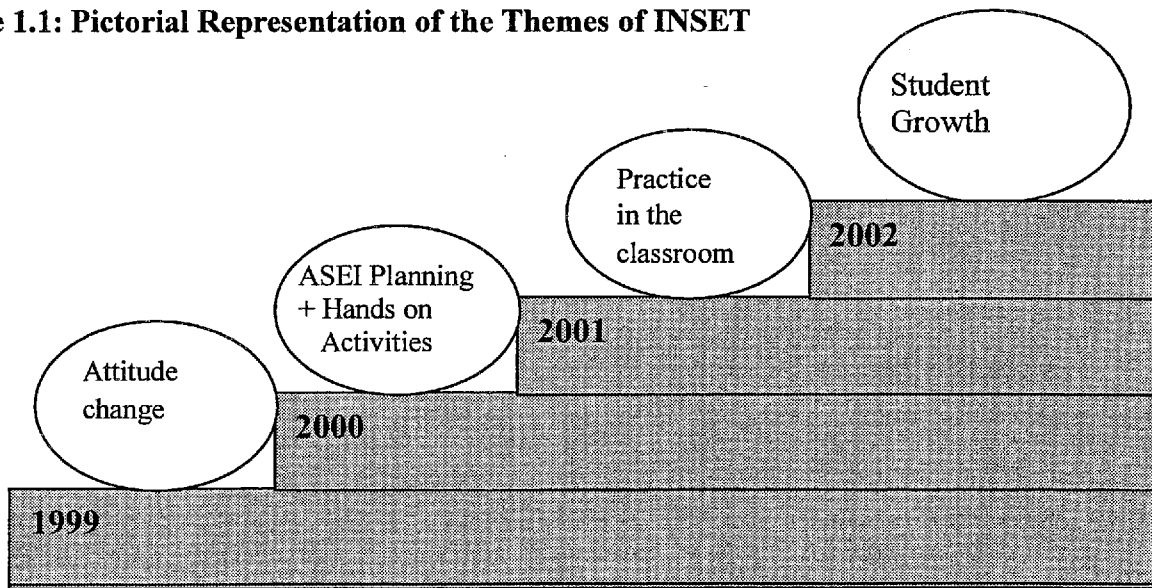 e 1.1: Pictorial Representation of the Themes of INSET
Student
Growth
Practice
in the
classroom
2002
ASEI Planning
+ Hands on
Activities
2001
Attitude
change
2000
1999